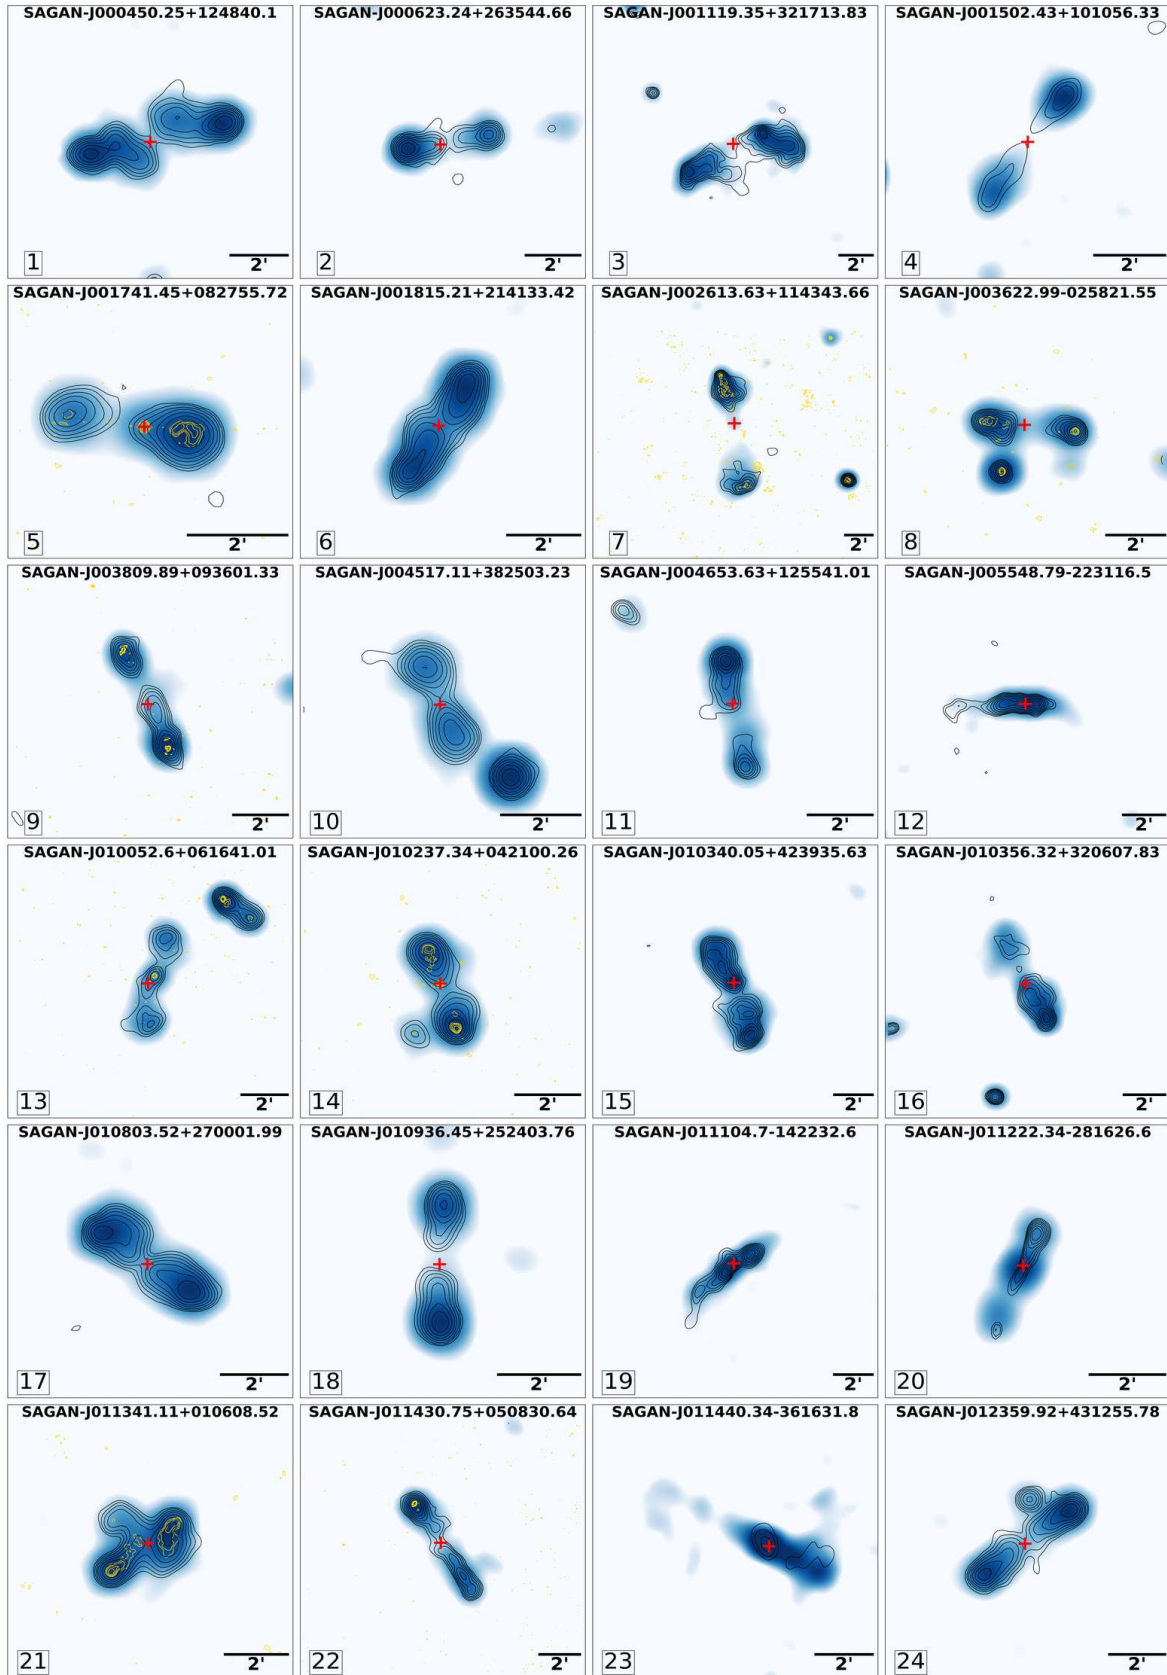 SAGAN-J000450.25+124840.1
1
2'
SAGAN-J000623.24+263544.66
2
2'
SAGAN-J001119.35+321713.83
3
2'
SAGAN-J001502.43+101056.33
4
2'
SAGAN-J001741.45+082755.72
5
2'
SAGAN-J001815.21+214133.42
6
2'
SAGAN-J002613.63+114343.66
7
2'
SAGAN-J003622.99-025821.55
8
2'
SAGAN-J003809.89+093601.33
9
2'
SAGAN-J004517.11+382503.23
10
2'
SAGAN-J004653.63+125541.01
11
2'
SAGAN-J005548.79-223116.5
12
2'
SAGAN-J010052.6+061641.01
13
2'
SAGAN-J010237.34+042100.26
14
2'
SAGAN-J010340.05+423935.63
15
2'
SAGAN-J010356.32+320607.83
16
2'
SAGAN-J010803.52+270001.99
17
2'
SAGAN-J010936.45+252403.76
18
2'
SAGAN-J011104.7-142232.6
19
2'
SAGAN-J011222.34-281626.6
20
2'
SAGAN-J011341.11+010608.52
21
2'
SAGAN-J011430.75+050830.64
22
2'
SAGAN-J011440.34-361631.8
23
2'
SAGAN-J012359.92+431255.78
24
2'